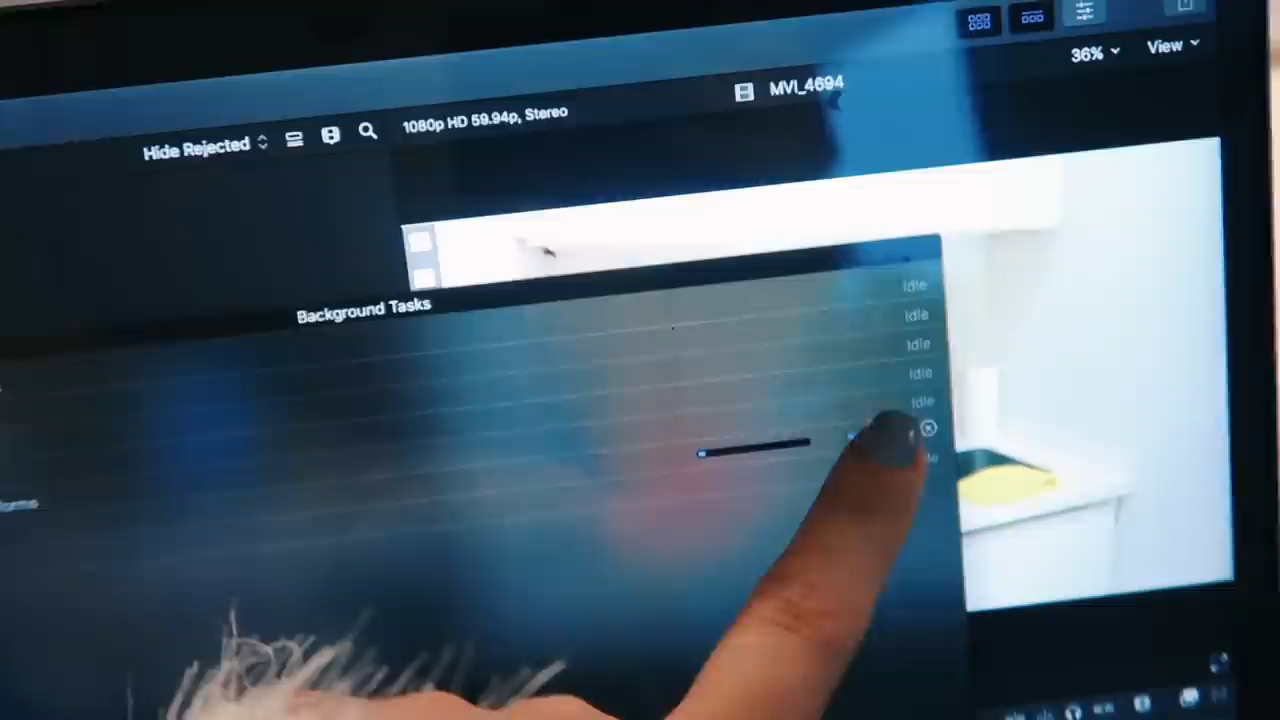 36% View
Hide Rejected 1080p HD 59.94p, Stereo MVI_4694
Background Tasks
Idle
Idle
Idle
Idle
Idle